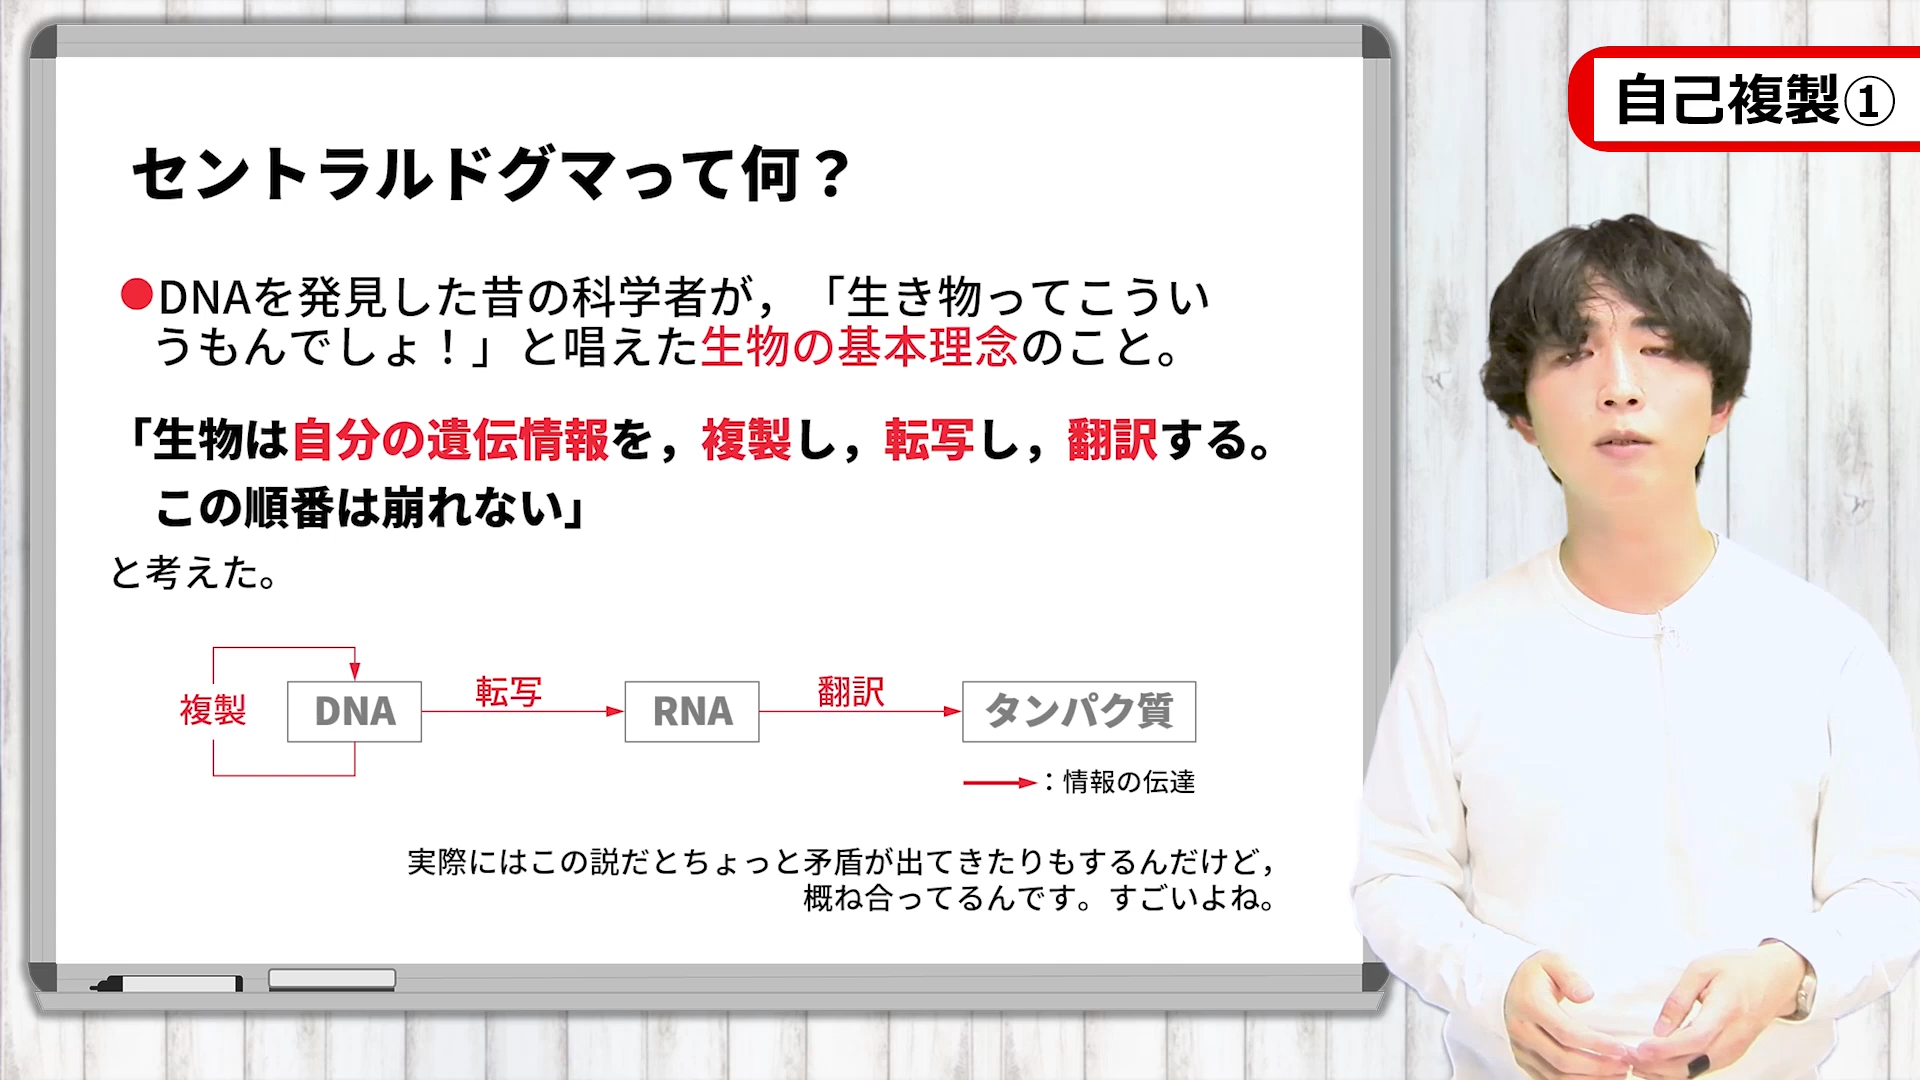 自己複製①
セントラルドグマって何？
●DNAを発見した昔の科学者が，「生き物ってこうい
うもんでしょ！」と唱えた生物の基本理念のこと。
「生物は自分の遺伝情報を，複製し，転写し，翻訳する。
この順番は崩れない」
と考えた。
複製 DNA 転写 RNA 翻訳 タンパク質
：情報の伝達
実際にはこの説だとちょっと矛盾が出てきたりもするんだけど，
概ね合ってるんです。すごいよね。